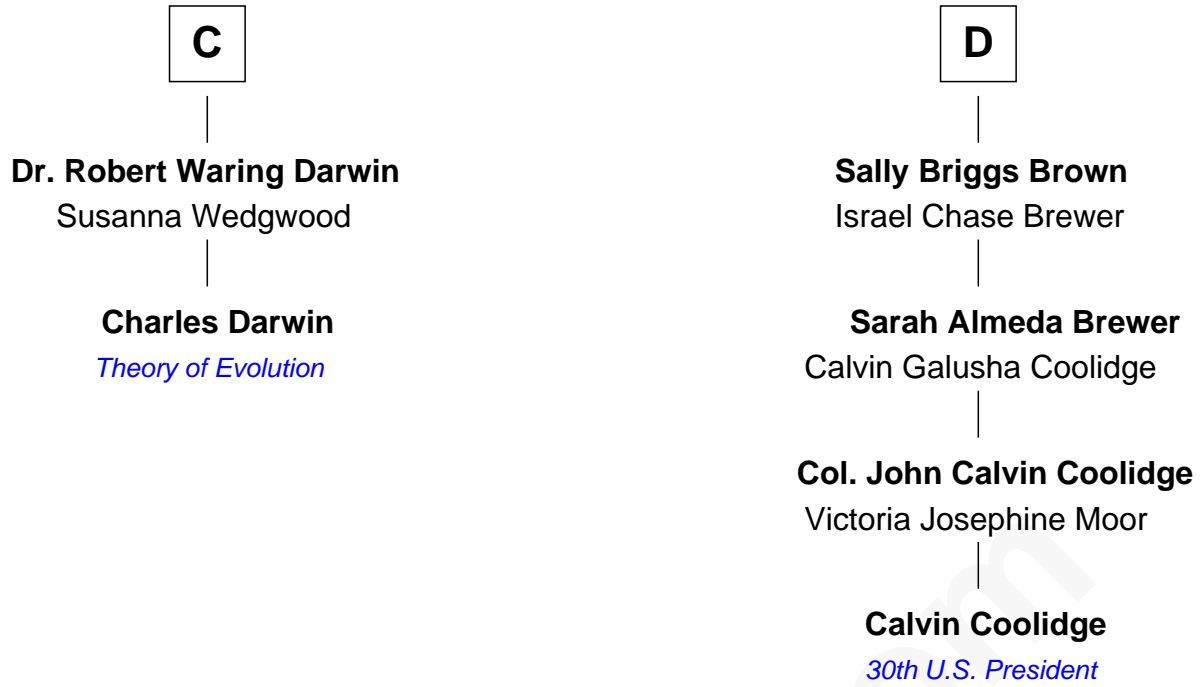 C
Dr. Robert Waring Darwin
Susanna Wedgwood
Charles Darwin
Theory of Evolution
D
Sally Briggs Brown
Israel Chase Brewer
Sarah Almeda Brewer
Calvin Galusha Coolidge
Col. John Calvin Coolidge
Victoria Josephine Moor
Calvin Coolidge
30th U.S. President